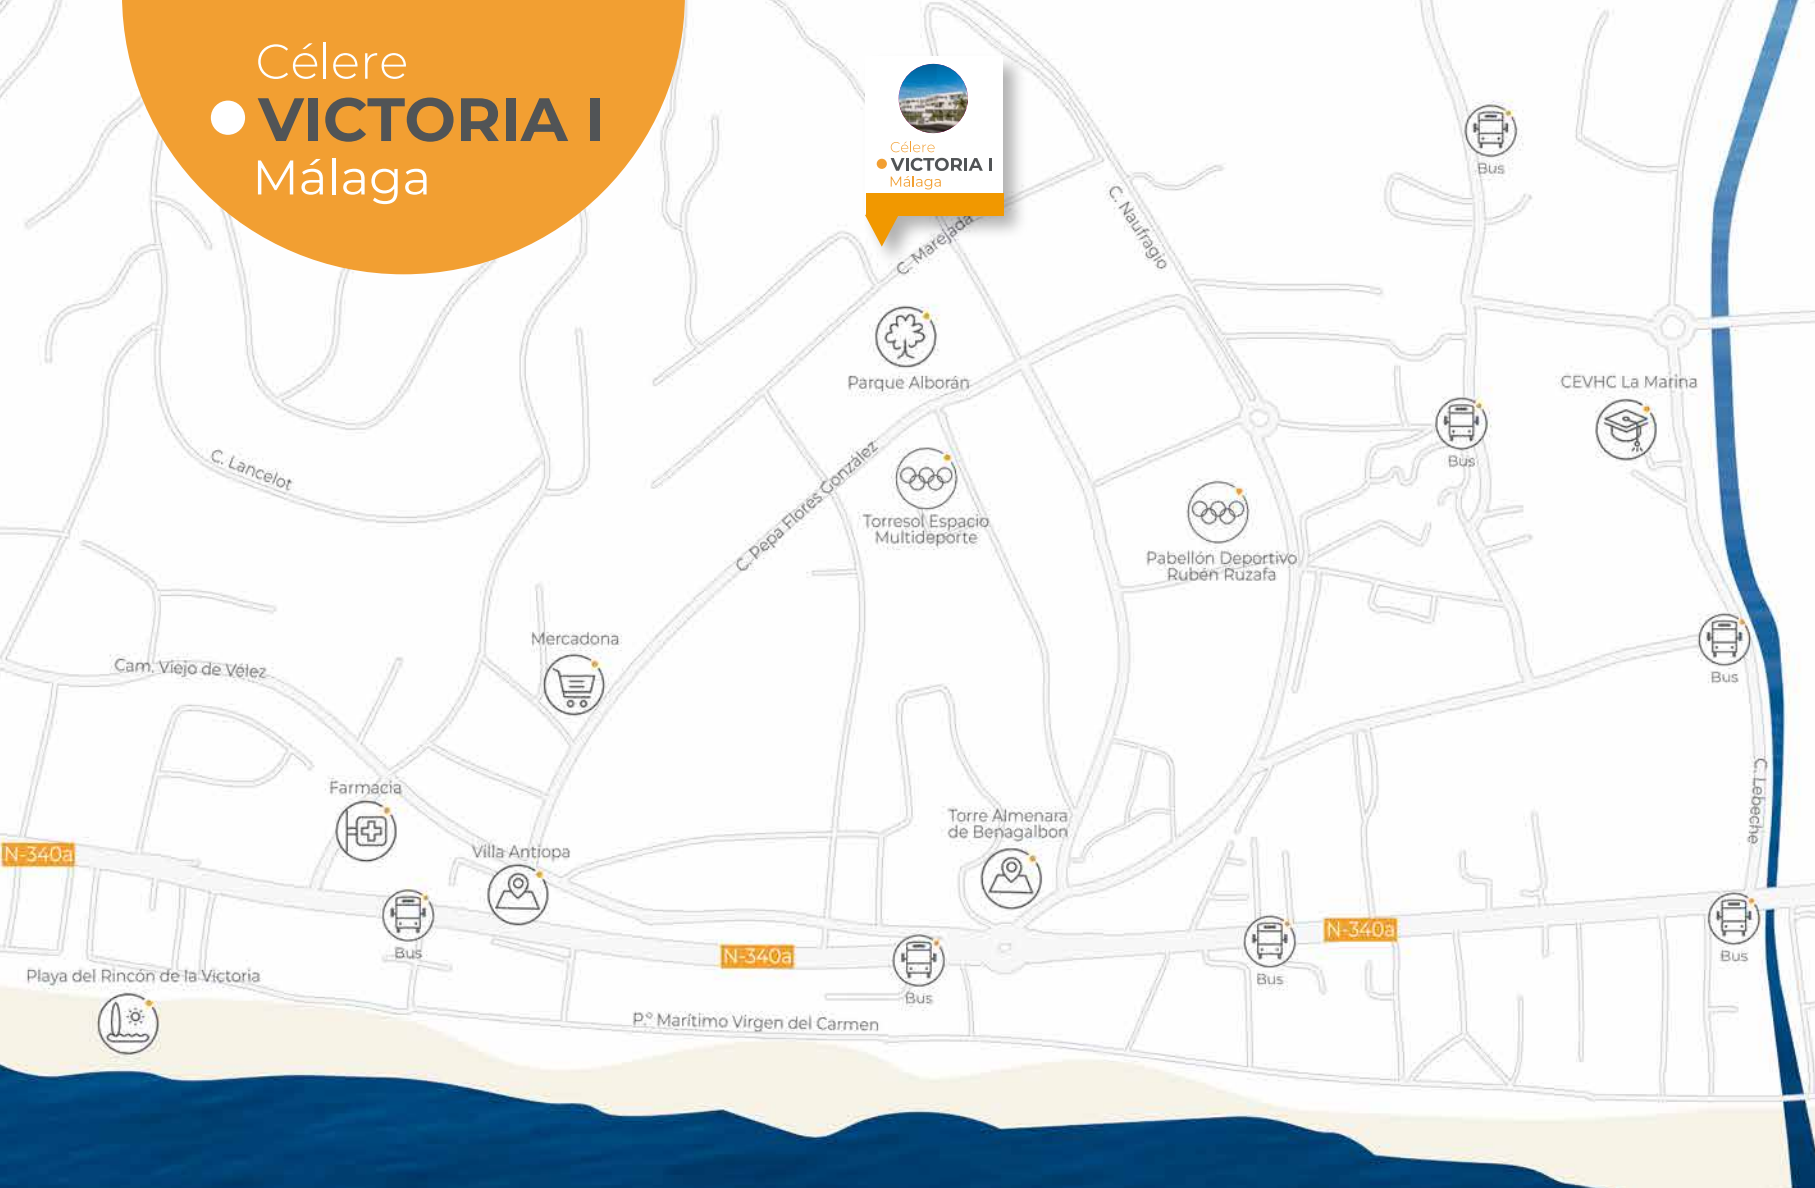 Célere
VICTORIA I
Málaga
Célere
VICTORIA I
Málaga
Bus
C. Naufragio
C. Marejada
Parque Alborán
CEVHC La Marina
C. Lancelot
Bus
C. Pepa Flores González
Torresol Espacio
Multideporte
Pabellón Deportivo
Rubén Ruzafa
Mercadona
Cam. Viejo de Vélez
Bus
Farmacia
Torre Almenara
de Benagalbon
C. Lebeche
N-340a
Villa Antiopa
N-340a
Bus
N-340a
Bus
Bus
Bus
Playa del Rincón de la Victoria
P.º Marítimo Virgen del Carmen